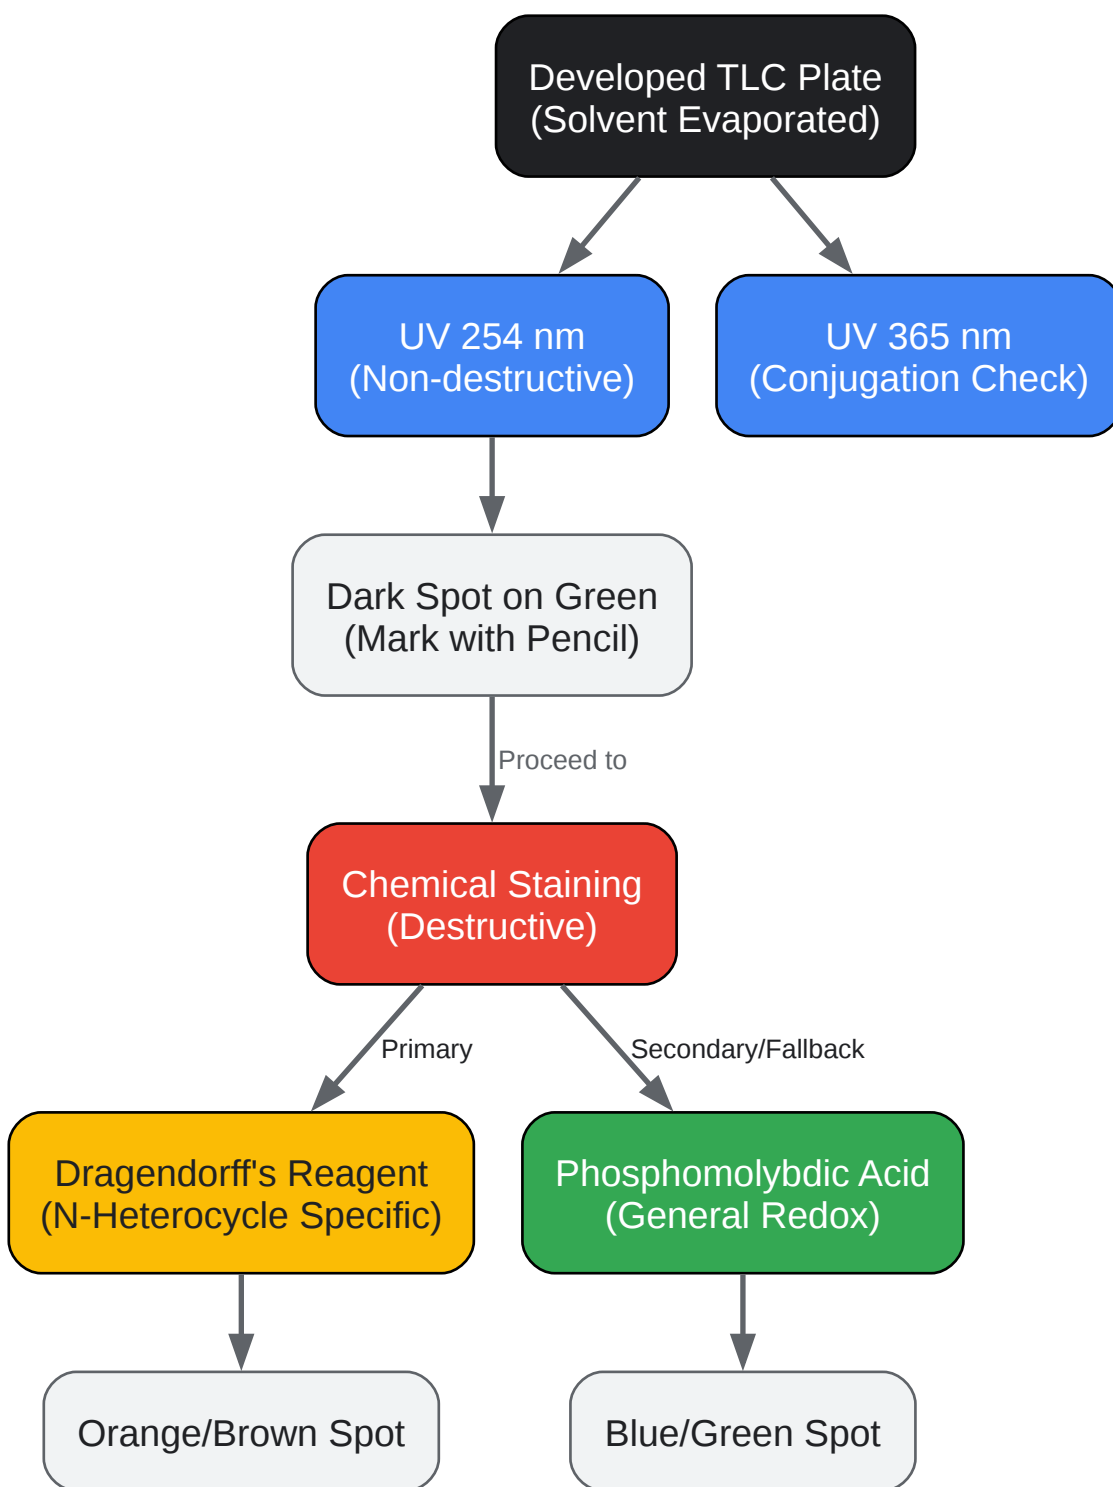 Developed TLC Plate
(Solvent Evaporated)
UV 254 nm
(Non-destructive)
UV 365 nm
(Conjugation Check)
Dark Spot on Green
(Mark with Pencil)
Proceed to
Chemical Staining
(Destructive)
Primary
Secondary/Fallback
Dragendorff's Reagent
(N-Heterocycle Specific)
Phosphomolybdic Acid
(General Redox)
Orange/Brown Spot
Blue/Green Spot